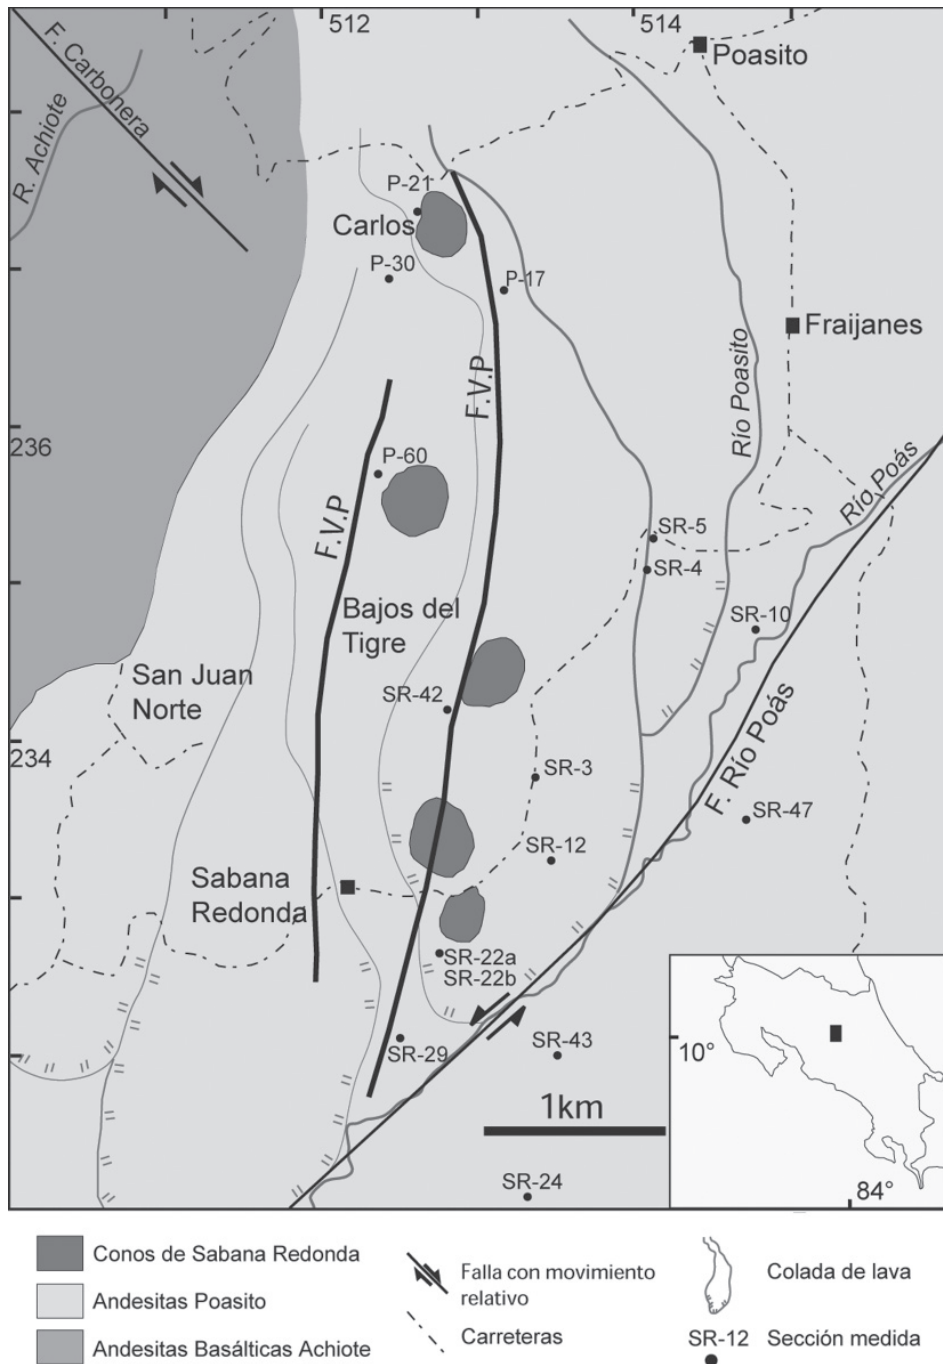 512
514
F. Carbonera
R. Achiote
Poasito
P-21
Carlos
P-30
P-17
Fraijanes
Río Poasito
F.V.P
236
P-60
F.V.P
Río Poás
SR-5
SR-4
Bajos del
Tigre
SR-10
San Juan
Norte
SR-42
F. Río Poás
234
SR-3
SR-47
SR-12
Sabana
Redonda
SR-22a
SR-22b
SR-29
SR-43
10°
1km
SR-24
84°
Conos de Sabana Redonda
Andesitas Poasito
Andesitas Basálticas Achiote
Falla con movimiento
relativo
Carreteras
Colada de lava
SR-12
Sección medida